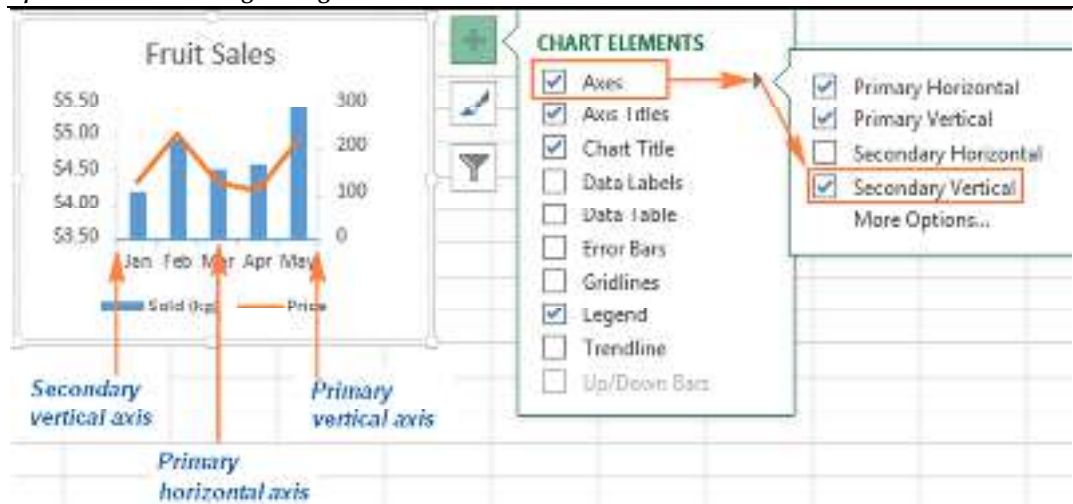 Fruit Sales
$5.50
$5.00
$4.50
$4.00
$3.50
300
200
100
0
Jan Feb Mar Apr May
Sold (kg) Price
Secondary
vertical axis
Primary
vertical axis
Primary
horizontal axis
CHART ELEMENTS
Axes
Axis Titles
Chart Title
Data Labels
Data Table
Error Bars
Gridlines
Legend
Trendline
Up/Down Bars
Primary Horizontal
Primary Vertical
Secondary Horizontal
Secondary Vertical
More Options...